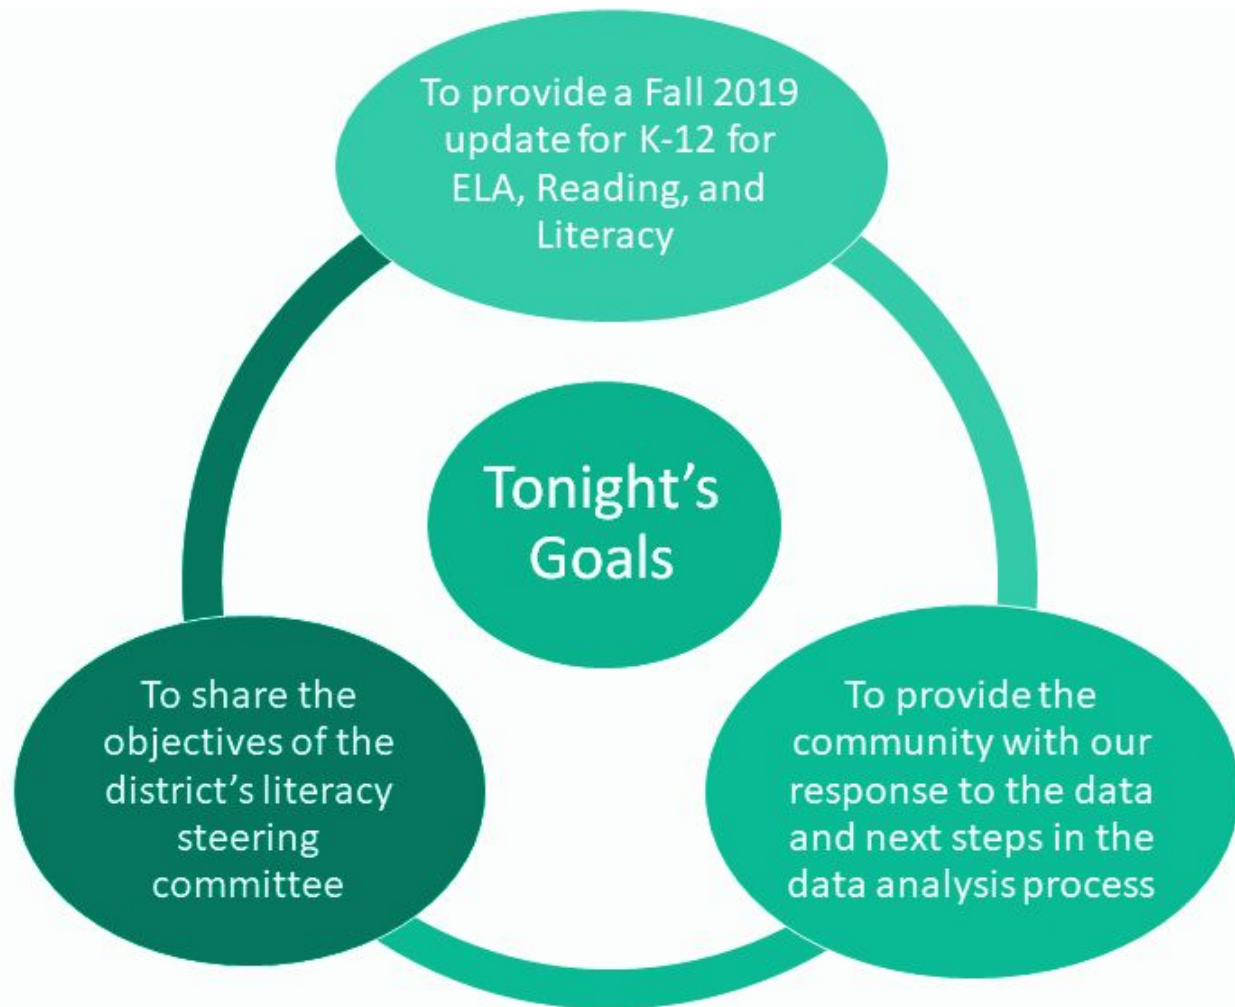 To provide a Fall 2019
update for K-12 for
ELA, Reading, and
Literacy
Tonight’s
Goals
To share the
objectives of the
district’s literacy
steering
committee
To provide the
community with our
response to the data
and next steps in the
data analysis process